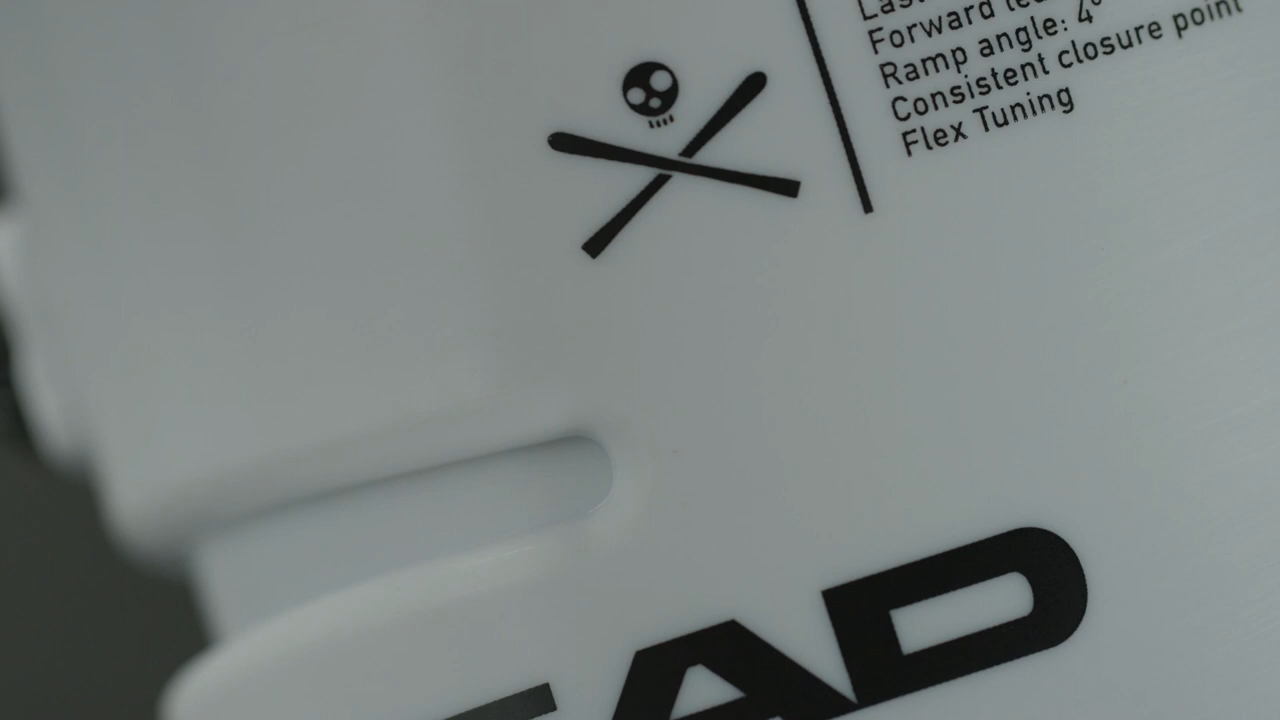 Forward
Ramp angle: 4°
Consistent closure point
Flex Tuning
EAD